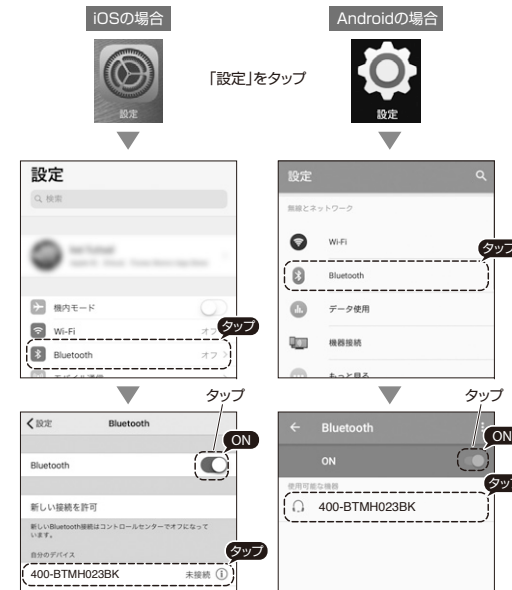 iOSの場合
Androidの場合
「設定」をタップ
設定
設定
設定
検索
機内モード
Wi-Fi
オフ
タップ
Bluetooth
オフ
設定
無線とネットワーク
Wi-Fi
タップ
Bluetooth
データ使用
機器接続
もっと見る
タップ
設定
Bluetooth
ON
Bluetooth
新しい接続を許可
新しいBluetooth接続はコントロールセンターでオフになって
います。
自分のデバイス
タップ
400-BTMH023BK
未接続
タップ
Bluetooth
ON
ON
使用可能な機器
タップ
400-BTMH023BK